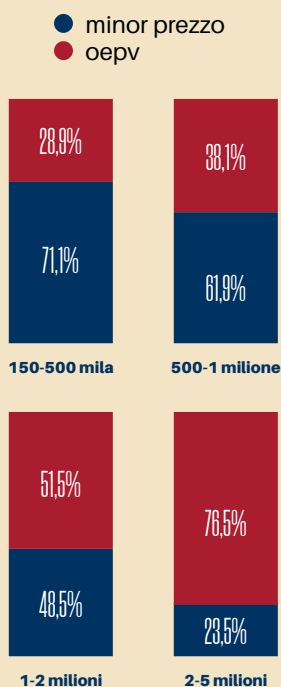 minor prezzo
oepv
28,9%
38,1%
71,1%
61,9%
150-500 mila
500-1 milione
51,5%
76,5%
48,5%
23,5%
1-2 milioni
2-5 milioni